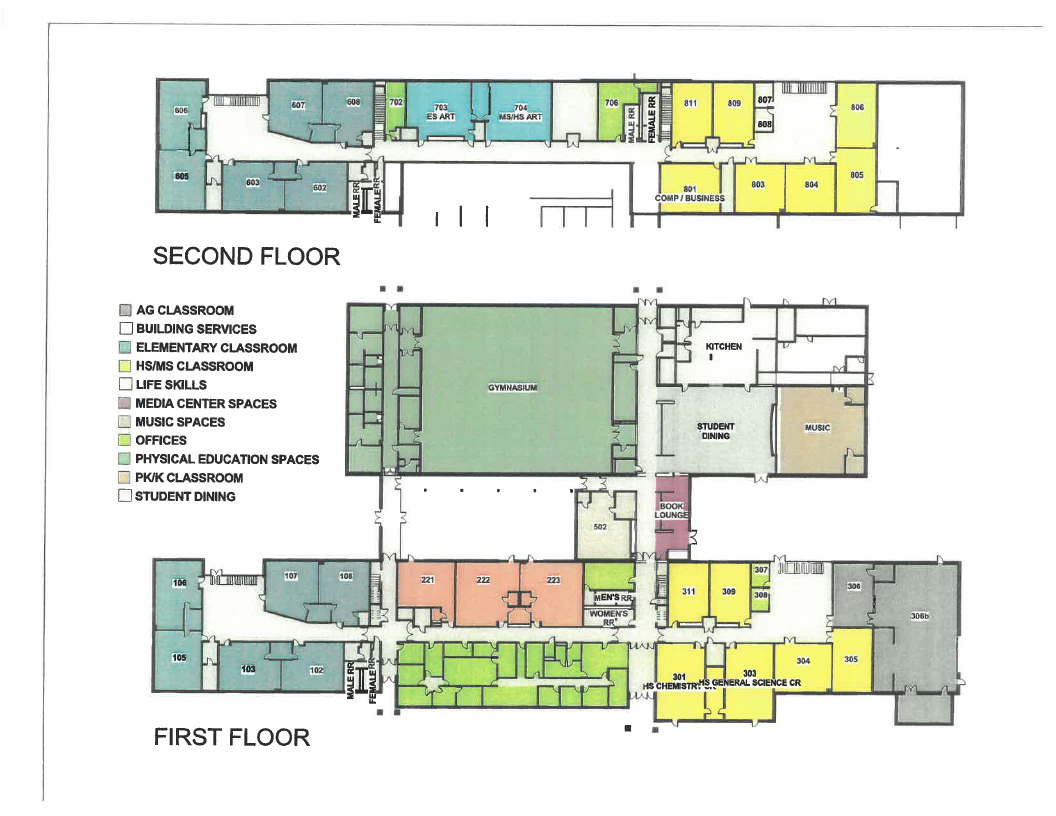 606
607
608
702
703
ES ART
704
MS/HS ART
706
MALE RR
FEMALE RR
811
809
807
808
806
605
603
602
MALE RR
FEMALE RR
801
COMP / BUSINESS
803
804
805
SECOND FLOOR
AG CLASSROOM
BUILDING SERVICES
ELEMENTARY CLASSROOM
HS/MS CLASSROOM
LIFE SKILLS
MEDIA CENTER SPACES
MUSIC SPACES
OFFICES
PHYSICAL EDUCATION SPACES
PK/K CLASSROOM
STUDENT DINING
GYMNASIUM
KITCHEN
STUDENT
DINING
MUSIC
502
BOOK
LOUNGE
106
107
108
221
222
223
MEN'S RR
WOMEN'S
RR
311
309
307
308
306
306b
105
103
102
MALE RR
FEMALE RR
301
HS CHEMISTRY CR
303
HS GENERAL SCIENCE CR
304
305
FIRST FLOOR